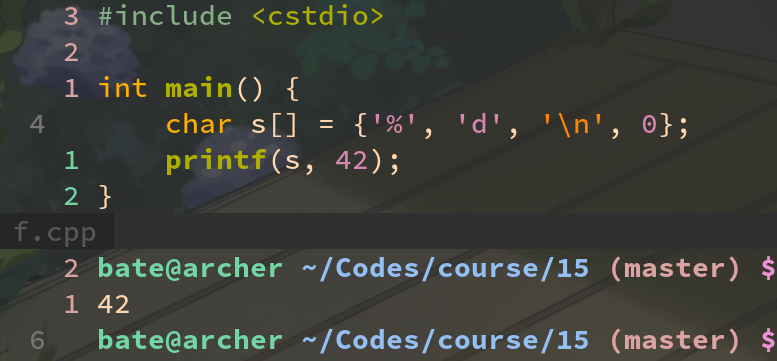 3 #include <cstdio>
2
1 int main() {
4     char s[] = {'%', 'd', '\n', 0};
1     printf(s, 42);
2 }
f.cpp
2 bate@archer ~/Codes/course/15 (master) $
1 42
6 bate@archer ~/Codes/course/15 (master) $